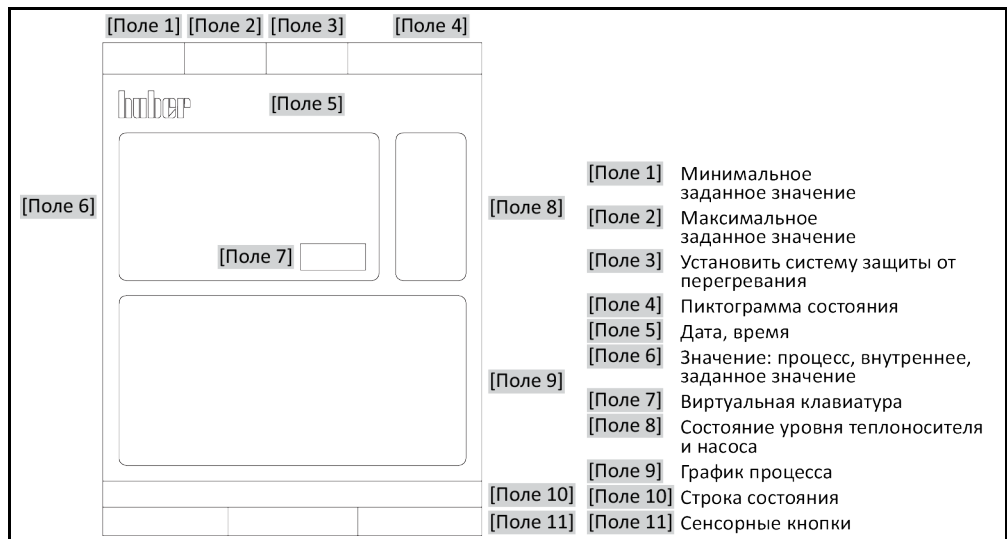 [Поле 1] [Поле 2] [Поле 3] [Поле 4]
huber
[Поле 5]
[Поле 6]
[Поле 7]
[Поле 8]
[Поле 9]
[Поле 10]
[Поле 11]
[Поле 1] Минимальное
заданное значение
[Поле 2] Максимальное
заданное значение
[Поле 3] Установить систему защиты от
перегревания
[Поле 4] Пиктограмма состояния
[Поле 5] Дата, время
[Поле 6] Значение: процесс, внутреннее,
заданное значение
[Поле 7] Виртуальная клавиатура
[Поле 8] Состояние уровня теплоносителя
и насоса
[Поле 9] График процесса
[Поле 10] Строка состояния
[Поле 11] Сенсорные кнопки